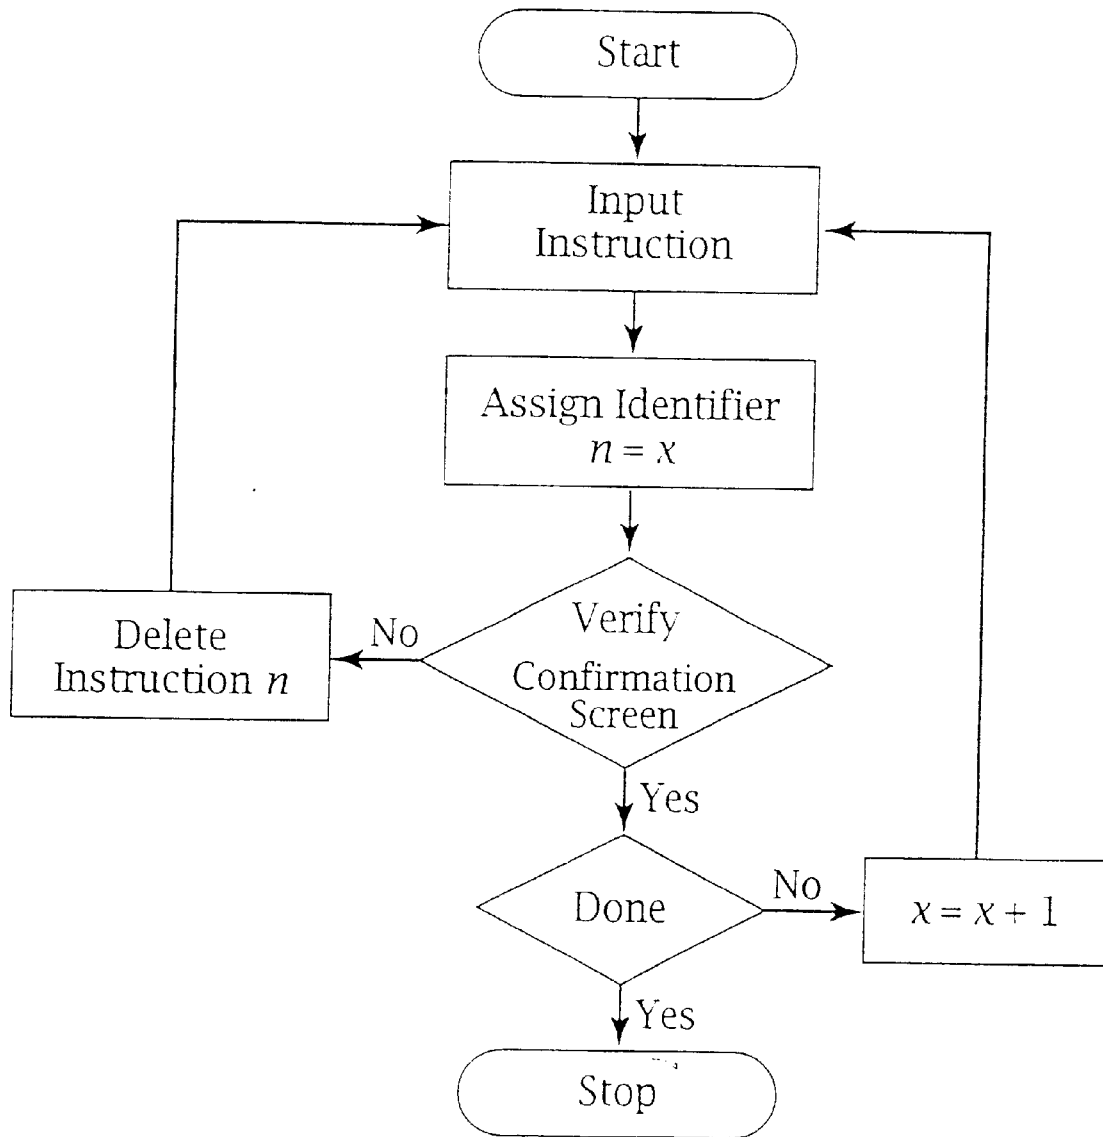 Start
Input
Instruction
Assign Identifier
n = x
Verify
Confirmation
Screen
No
Delete
Instruction n
Yes
Done
No
x = x + 1
Yes
Stop